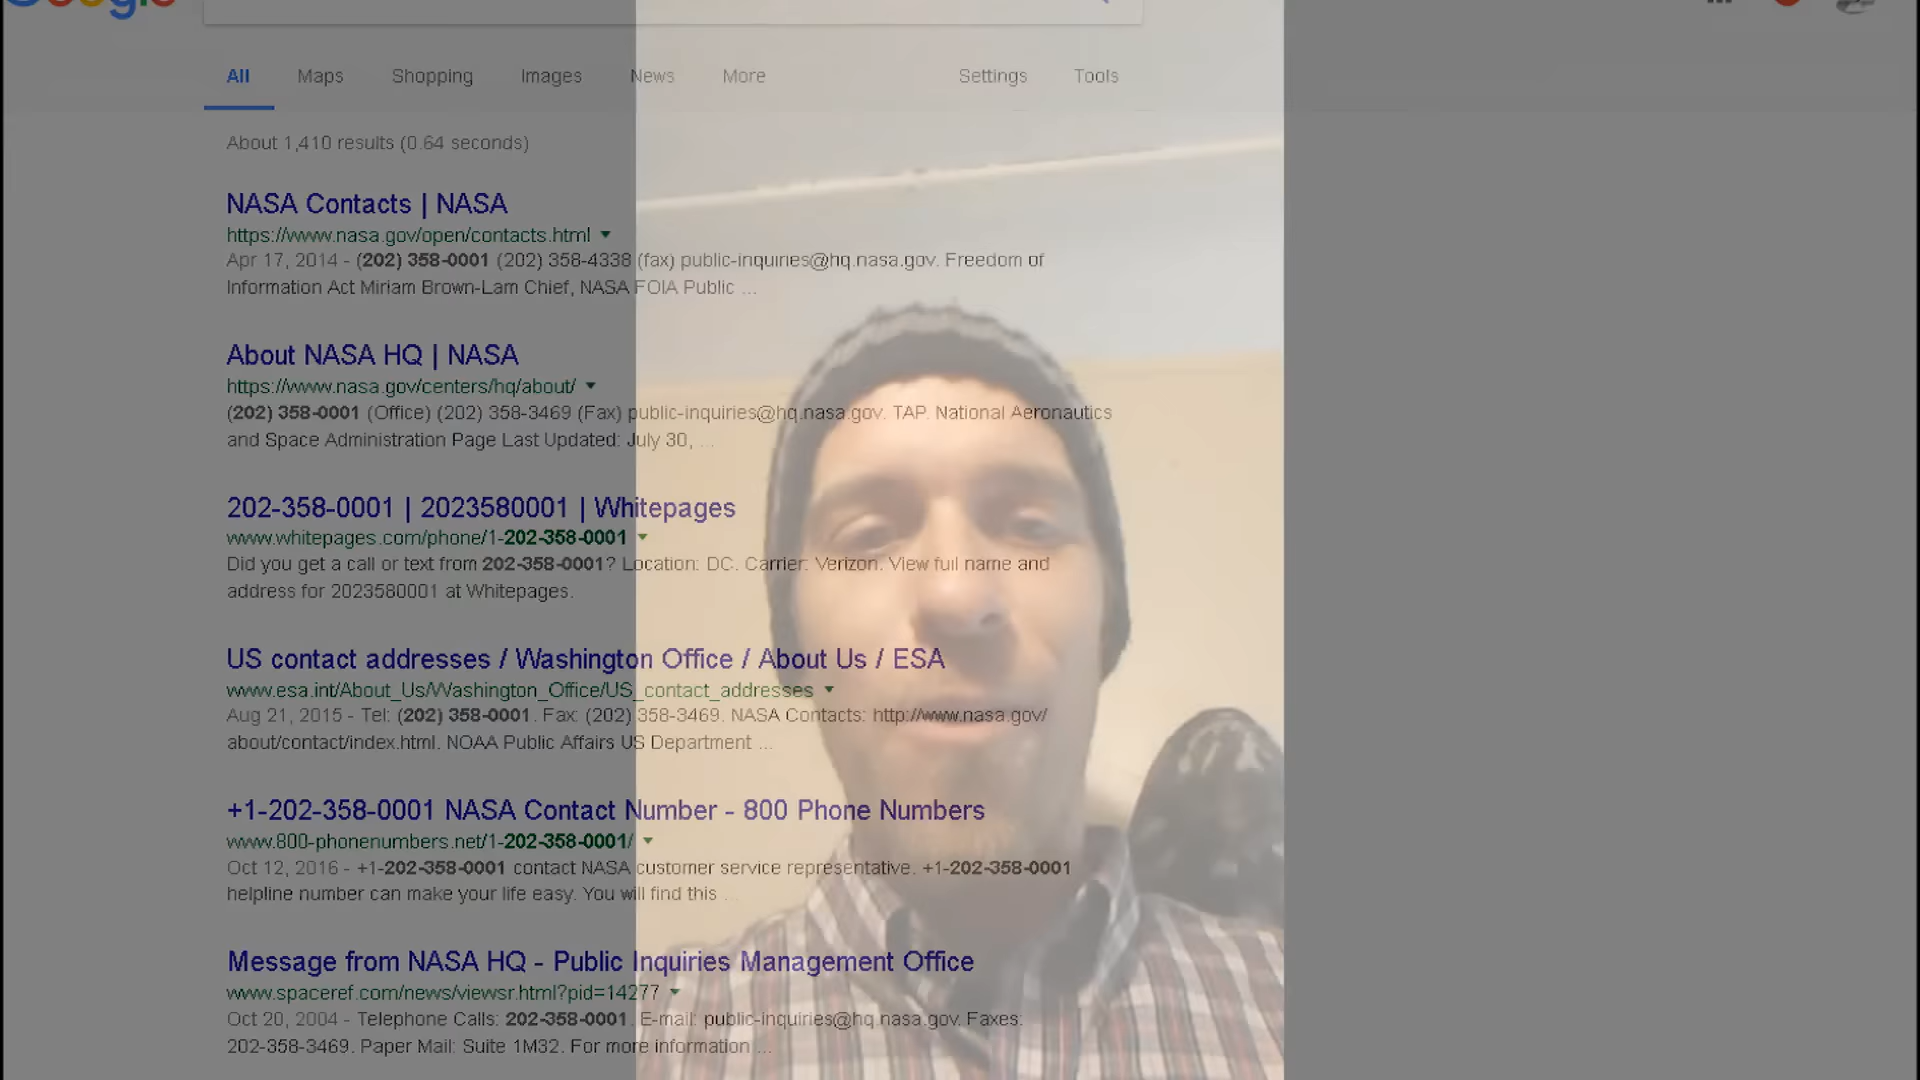 Google
All Maps Shopping Images News More Settings Tools
About 1,410 results (0.64 seconds)
NASA Contacts | NASA
https://www.nasa.gov/open/contacts.html
Apr 17, 2014 - (202) 358-0001 (202) 358-4338 (fax) public-inquiries@hq.nasa.gov. Freedom of
Information Act Miriam Brown-Lam Chief, NASA FOIA Public ...
About NASA HQ | NASA
https://www.nasa.gov/centers/hq/about/
(202) 358-0001 (Office) (202) 358-3469 (Fax) public-inquiries@hq.nasa.gov. TAP. National Aeronautics
and Space Administration Page Last Updated: July 30, ...
202-358-0001 | 2023580001 | Whitepages
www.whitepages.com/phone/1-202-358-0001
Did you get a call or text from 202-358-0001? Location: DC. Carrier: Verizon. View full name and
address for 2023580001 at Whitepages.
US contact addresses / Washington Office / About Us / ESA
www.esa.int/About_Us/Washington_Office/US_contact_addresses
Aug 21, 2015 - Tel: (202) 358-0001. Fax: (202) 358-3469. NASA Contacts: http://www.nasa.gov/
about/contact/index.html. NOAA Public Affairs US Department ...
+1-202-358-0001 NASA Contact Number - 800 Phone Numbers
www.800-phonenumbers.net/1-202-358-0001/
Oct 12, 2016 - +1-202-358-0001 contact NASA customer service representative. +1-202-358-0001
helpline number can make your life easy. You will find this ...
Message from NASA HQ - Public Inquiries Management Office
www.spaceref.com/news/viewsr.html?pid=14277
Oct 20, 2004 - Telephone Calls: 202-358-0001. E-mail: public-inquiries@hq.nasa.gov. Faxes:
202-358-3469. Paper Mail: Suite 1M32. For more information ...